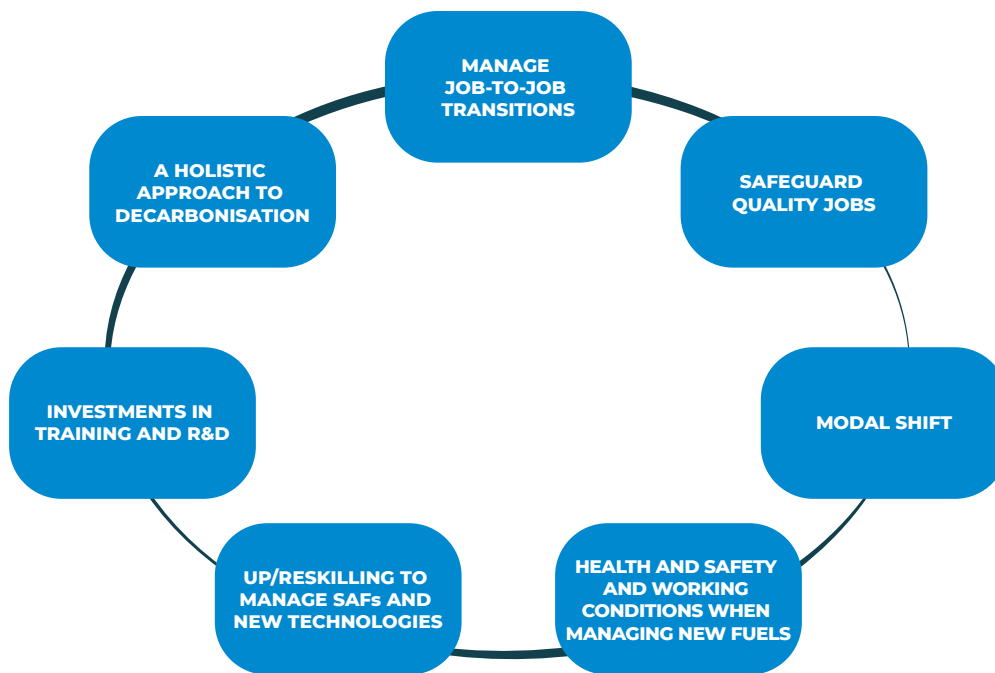 MANAGE
JOB-TO-JOB
TRANSITIONS
A HOLISTIC
APPROACH TO
DECARBONISATION
SAFEGUARD
QUALITY JOBS
INVESTMENTS IN
TRAINING AND R&D
MODAL SHIFT
UP/RESKILLING TO
MANAGE SAFs AND
NEW TECHNOLOGIES
HEALTH AND SAFETY
AND WORKING
CONDITIONS WHEN
MANAGING NEW FUELS